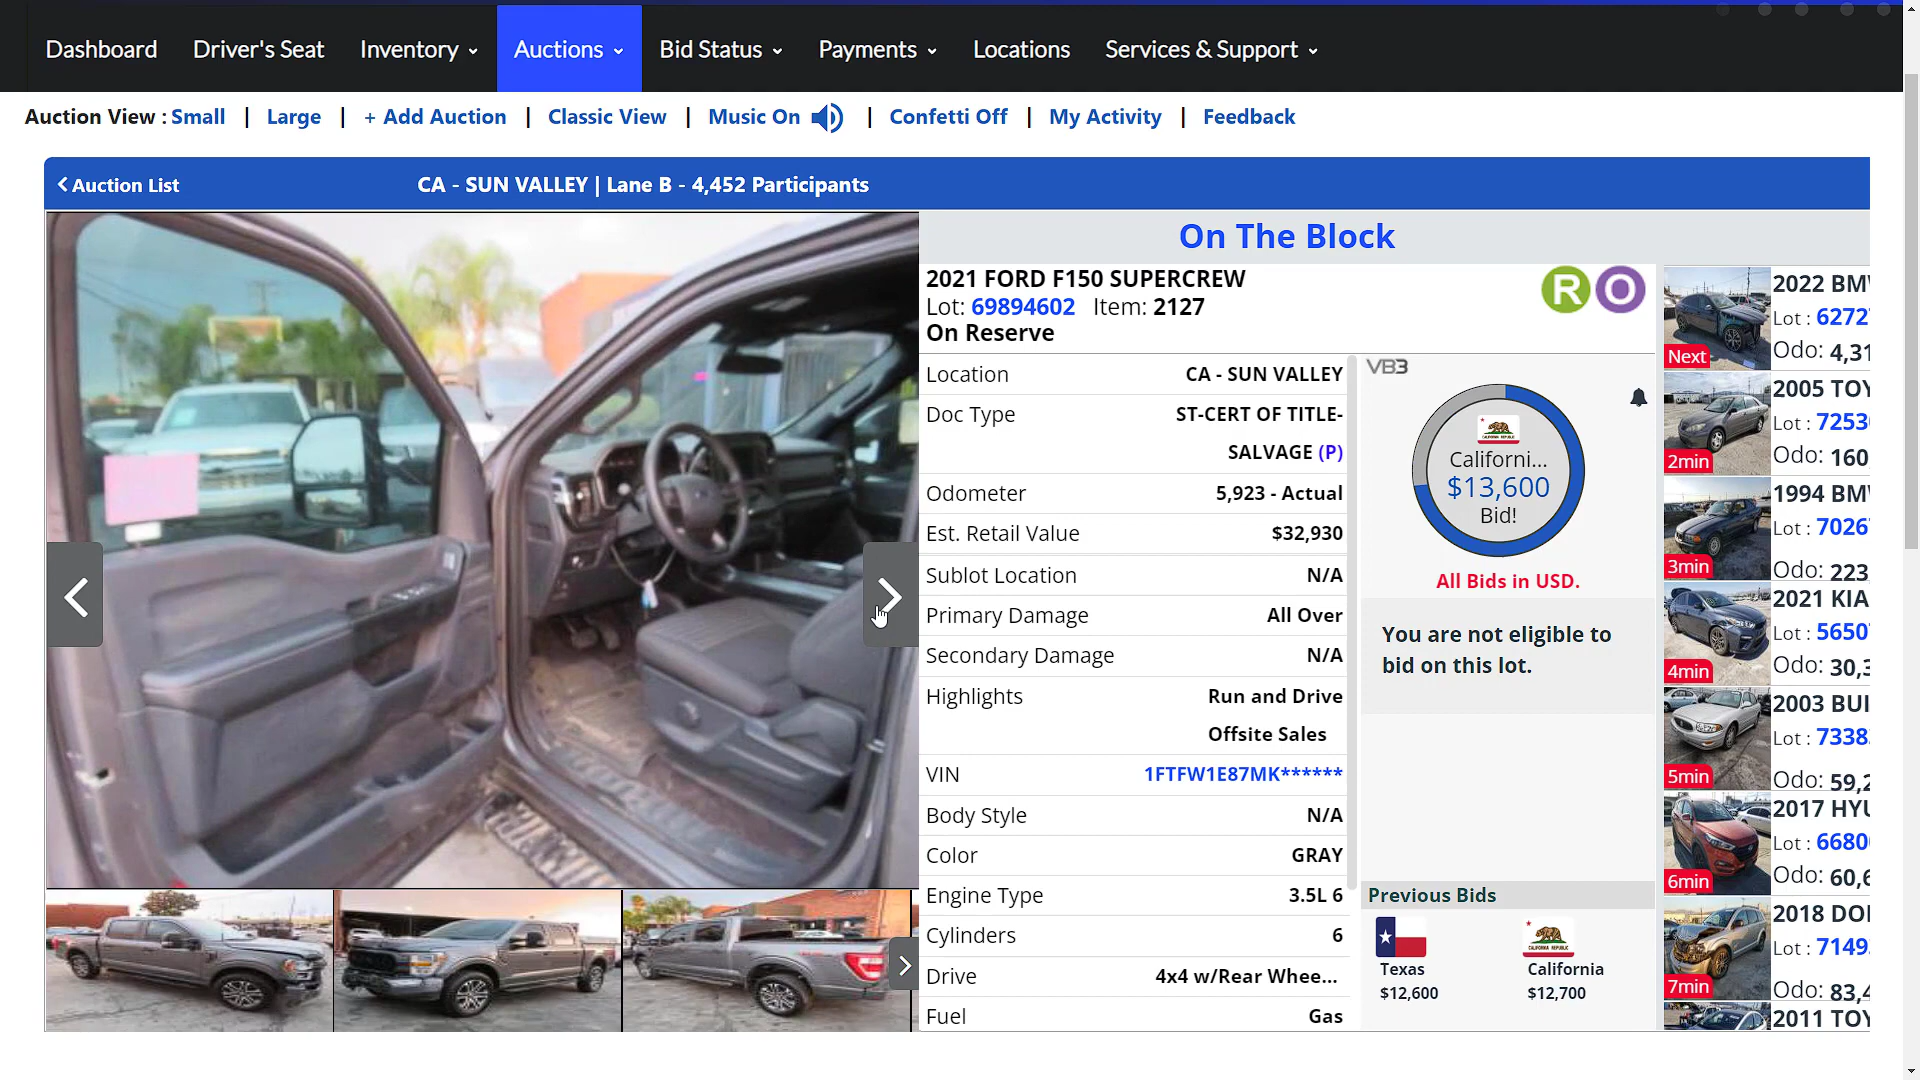 Dashboard Driver's Seat Inventory Auctions Bid Status Payments Locations Services & Support
Auction View : Small | Large | + Add Auction | Classic View | Music On | Confetti Off | My Activity | Feedback
Auction List CA - SUN VALLEY | Lane B - 4,452 Participants
On The Block
2021 FORD F150 SUPERCREW
Lot: 69894602 Item: 2127
On Reserve
R O
Location CA - SUN VALLEY
Doc Type ST-CERT OF TITLE-
SALVAGE (P)
Odometer 5,923 - Actual
Est. Retail Value $32,930
Sublot Location N/A
Primary Damage All Over
Secondary Damage N/A
Highlights Run and Drive
Offsite Sales
VIN 1FTFW1E87MK******
Body Style N/A
Color GRAY
Engine Type 3.5L 6
Cylinders 6
Drive 4x4 w/Rear Whee...
Fuel Gas
VB3
Californi...
$13,600
Bid!
All Bids in USD.
You are not eligible to
bid on this lot.
Previous Bids
Texas
$12,600
California
$12,700
2022 BMW
Lot : 6272
Odo: 4,31
Next
2005 TOY
Lot : 7253
Odo: 160
2min
1994 BMW
Lot : 7026
Odo: 223
3min
2021 KIA
Lot : 5650
Odo: 30,3
4min
2003 BUI
Lot : 7338
Odo: 59,2
5min
2017 HYU
Lot : 6680
Odo: 60,6
6min
2018 DO
Lot : 7149
Odo: 83,4
7min
2011 TOY